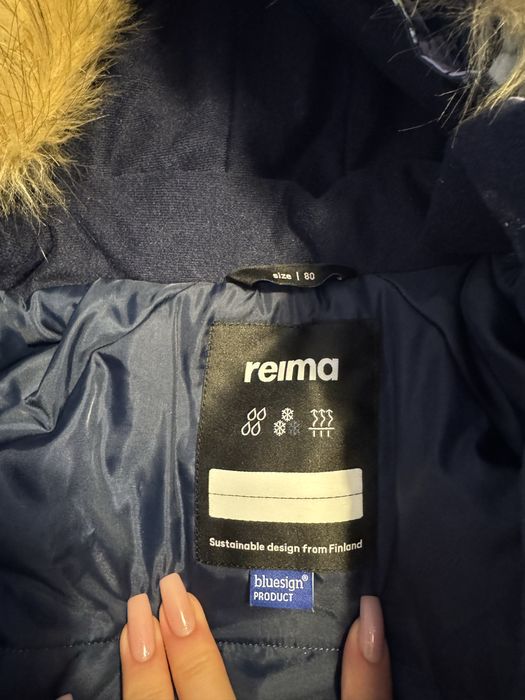 size | 80
reima
Sustainable design from Finland
bluesign®
PRODUCT